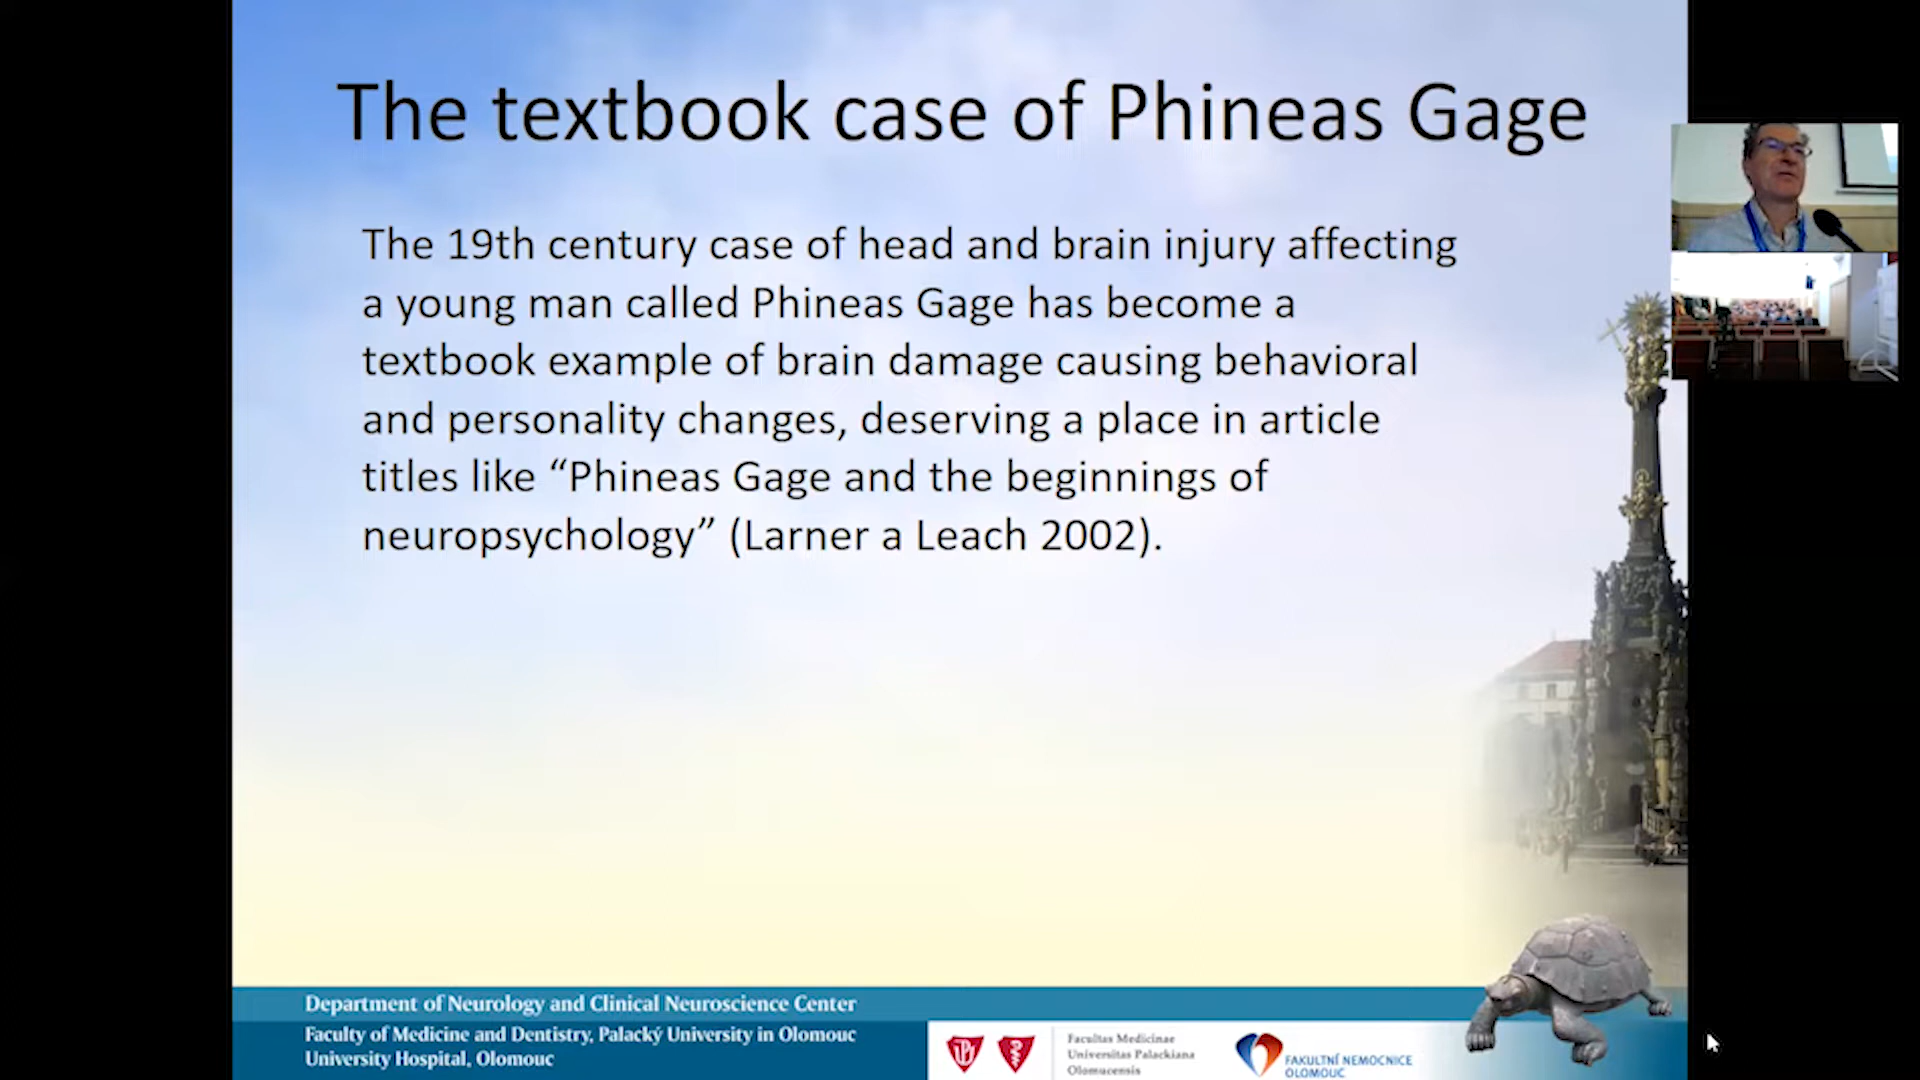 The textbook case of Phineas Gage
The 19th century case of head and brain injury affecting
a young man called Phineas Gage has become a
textbook example of brain damage causing behavioral
and personality changes, deserving a place in article
titles like “Phineas Gage and the beginnings of
neuropsychology” (Larner a Leach 2002).
Department of Neurology and Clinical Neuroscience Center
Faculty of Medicine and Dentistry, Palacký University in Olomouc
University Hospital, Olomouc
Facultas Medicinae
Universitas Palackiana
Olomucensis
FAKULTNÍ NEMOCNICE
OLOMOUC